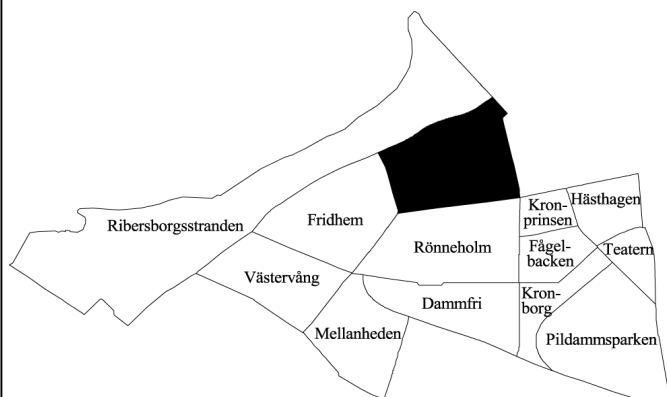 Hästhagen
Kron-
prinsen
Ribersborgsstranden
Fridhem
Rönneholm
Fågel-
backen
Teatern
Västervång
Dammfri
Kron-
borg
Mellanheden
Pildammsparken